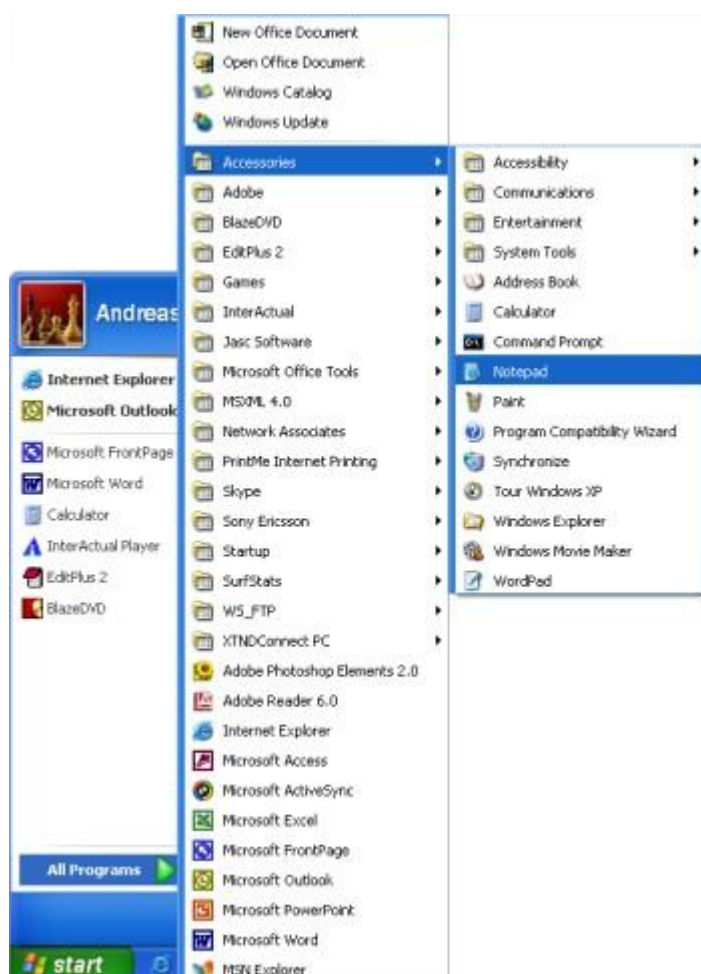 New Office Document
Open Office Document
Windows Catalog
Windows Update
Accessories
Adobe
BlazeDVD
EditPlus 2
Games
InterActual
Jasc Software
Microsoft Office Tools
MSXML 4.0
Network Associates
PrintMe Internet Printing
Skype
Sony Ericsson
Startup
SurfStats
WS_FTP
XTNDConnect PC
Adobe Photoshop Elements 2.0
Adobe Reader 6.0
Internet Explorer
Microsoft Access
Microsoft ActiveSync
Microsoft Excel
Microsoft FrontPage
Microsoft Outlook
Microsoft PowerPoint
Microsoft Word
MSN Explorer
Accessibility
Communications
Entertainment
System Tools
Address Book
Calculator
Command Prompt
Notepad
Paint
Program Compatibility Wizard
Synchronize
Tour Windows XP
Windows Explorer
Windows Movie Maker
WordPad
Andreas
Internet Explorer
Microsoft Outlook
Microsoft FrontPage
Microsoft Word
Calculator
InterActual Player
EditPlus 2
BlazeDVD
All Programs
start